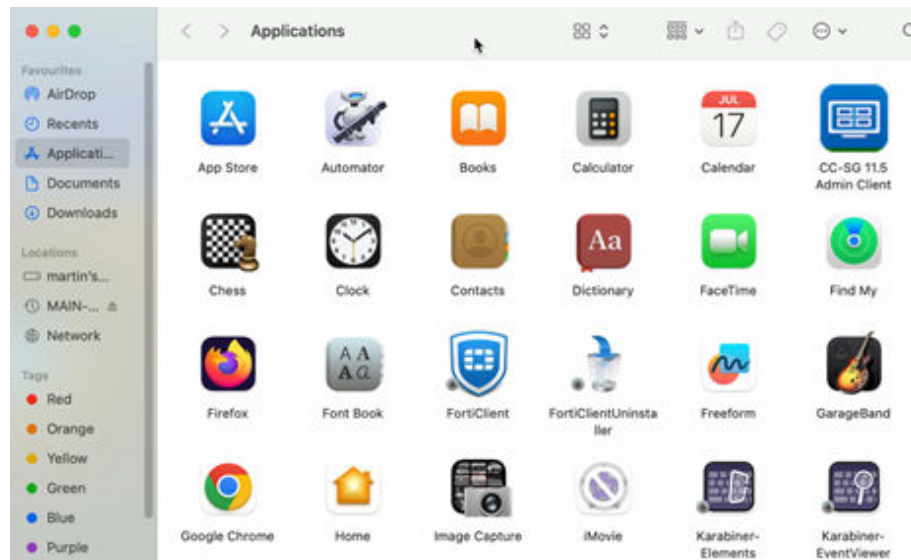 Applications
Favourites
AirDrop
Recents
Applicati...
Documents
Downloads
Locations
martin's...
MAIN-...
Network
Tags
Red
Orange
Yellow
Green
Blue
Purple
JUL
17
App Store
Automator
Books
Calculator
Calendar
CC-SG 11.5
Admin Client
Aa
Chess
Clock
Contacts
Dictionary
FaceTime
Find My
A A
A a
Firefox
Font Book
FortiClient
FortiClientUninsta
ller
Freeform
GarageBand
Google Chrome
Home
Image Capture
iMovie
Karabiner-
Elements
Karabiner-
EventViewer